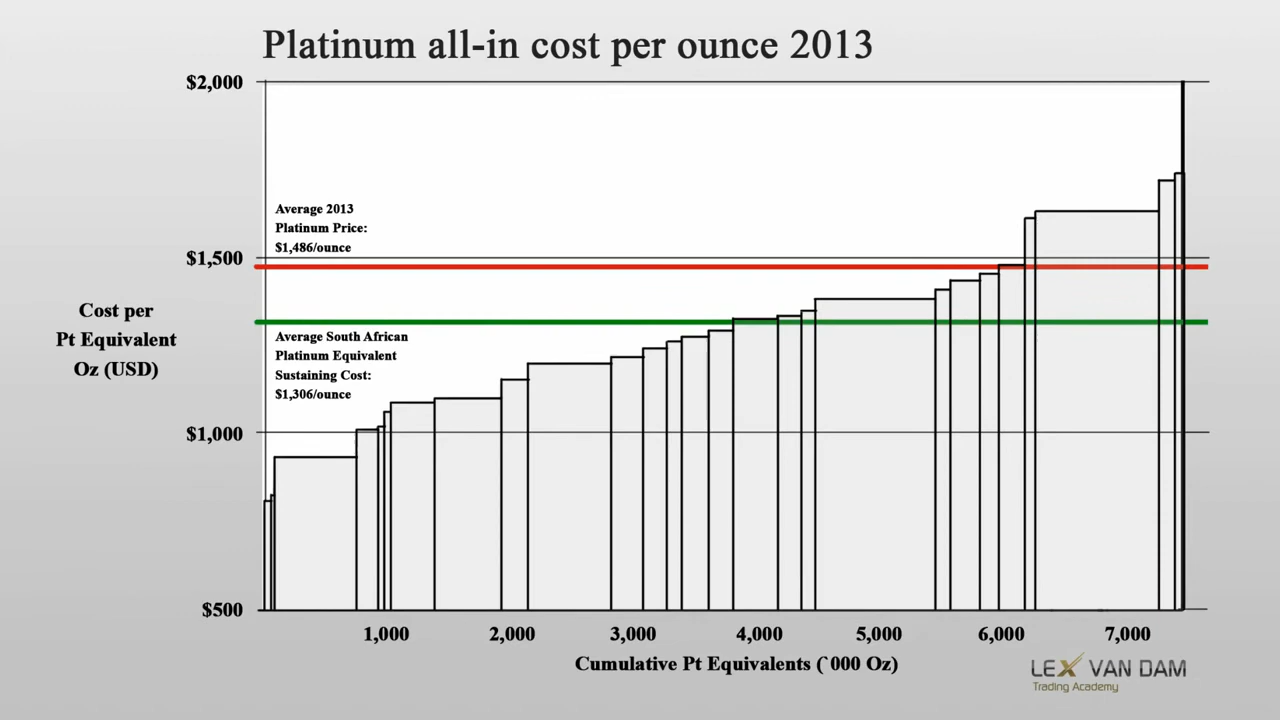 Platinum all-in cost per ounce 2013
$2,000
Average 2013
Platinum Price:
$1,486/ounce
$1,500
Cost per
Pt Equivalent
Oz (USD)
Average South African
Platinum Equivalent
Sustaining Cost:
$1,306/ounce
$1,000
$500
1,000 2,000 3,000 4,000 5,000 6,000 7,000
Cumulative Pt Equivalents (`000 Oz)
LEX VAN DAM
Trading Academy